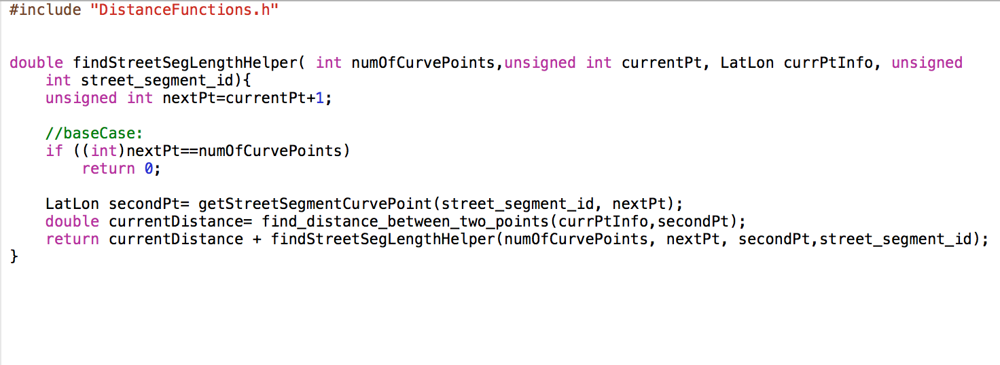 #include "DistanceFunctions.h"
double findStreetSegLengthHelper( int numOfCurvePoints,unsigned int currentPt, LatLon currPtInfo, unsigned
int street_segment_id){
unsigned int nextPt=currentPt+1;
//baseCase:
if ((int)nextPt==numOfCurvePoints)
return 0;
LatLon secondPt= getStreetSegmentCurvePoint(street_segment_id, nextPt);
double currentDistance= find_distance_between_two_points(currPtInfo,secondPt);
return currentDistance + findStreetSegLengthHelper(numOfCurvePoints, nextPt, secondPt,street_segment_id);
}